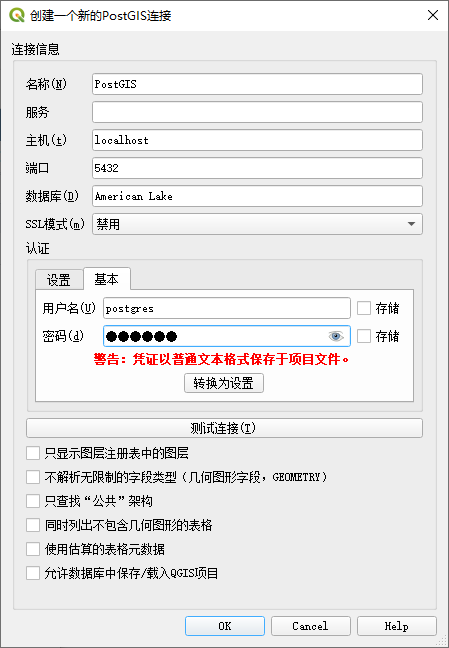 创建一个新的PostGIS连接
连接信息
名称(N) PostGIS
服务
主机(t) localhost
端口 5432
数据库(D) American Lake
SSL模式(m) 禁用
认证
设置 基本
用户名(U) postgres 存储
密码(d) ●●●●●● 存储
警告：凭证以普通文本格式保存于项目文件。
转换为设置
测试连接(T)
只显示图层注册表中的图层
不解析无限制的字段类型（几何图形字段，GEOMETRY）
只查找“公共”架构
同时列出不包含几何图形的表格
使用估算的表格元数据
允许数据库中保存/载入QGIS项目
OK Cancel Help